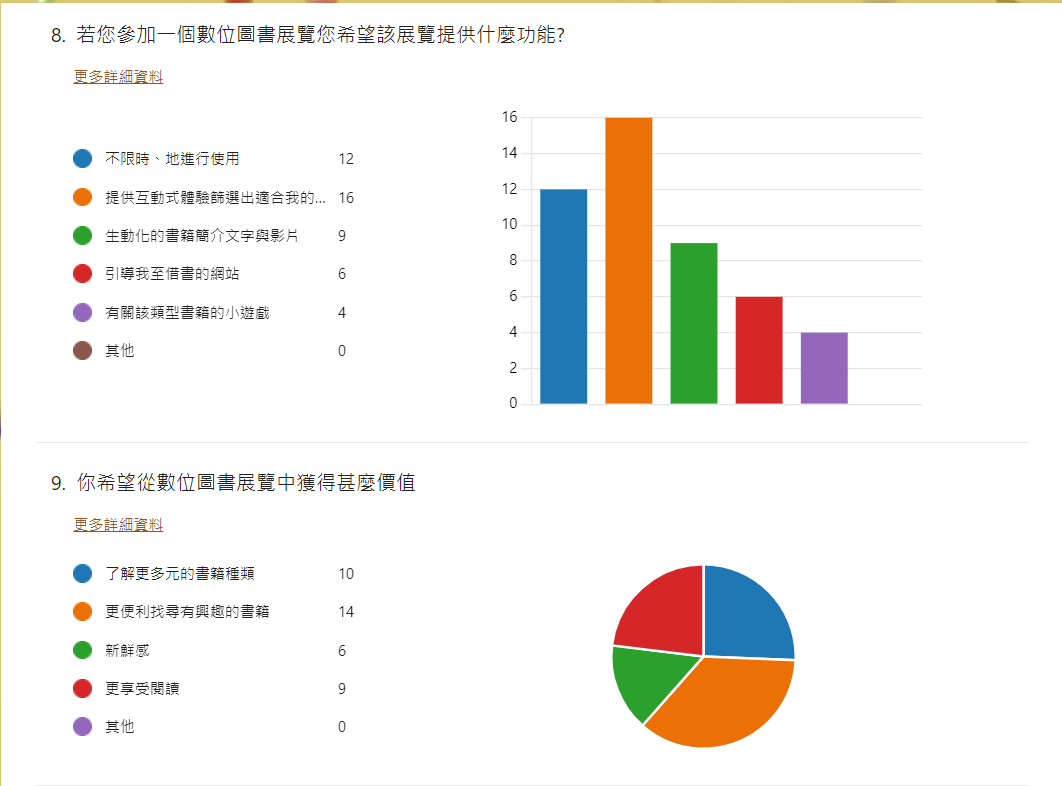 8. 若您參加一個數位圖書展覽您希望該展覽提供什麼功能?
更多詳細資料
不限時、地進行使用 12
提供互動式體驗篩選出適合我的... 16
生動化的書籍簡介文字與影片 9
引導我至借書的網站 6
有關該類型書籍的小遊戲 4
其他 0
16
14
12
10
8
6
4
2
0
9. 你希望從數位圖書展覽中獲得甚麼價值
更多詳細資料
了解更多元的書籍種類 10
更便利找尋有興趣的書籍 14
新鮮感 6
更享受閱讀 9
其他 0